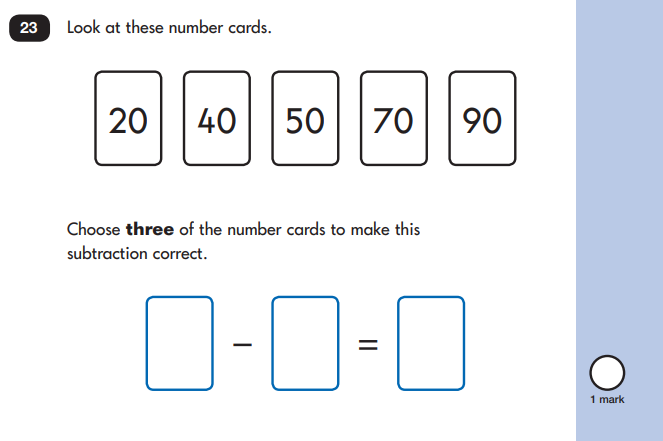 23 Look at these number cards.
20 40 50 70 90
Choose three of the number cards to make this
subtraction correct.
− =
1 mark